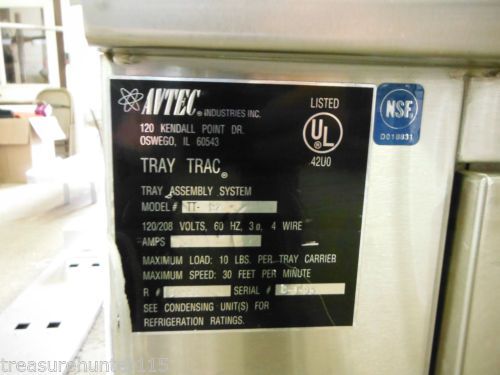 AVTEC® INDUSTRIES INC.
120 KENDALL POINT DR.
OSWEGO, IL 60543
LISTED
UL
42U0
NSF®
TRAY TRAC®
TRAY ASSEMBLY SYSTEM
MODEL # TT-
120/208 VOLTS, 60 HZ, 3ø, 4 WIRE
AMPS
MAXIMUM LOAD: 10 LBS. PER TRAY CARRIER
MAXIMUM SPEED: 30 FEET PER MINUTE
R # SERIAL #
SEE CONDENSING UNIT(S) FOR
REFRIGERATION RATINGS.
treasurehunter115